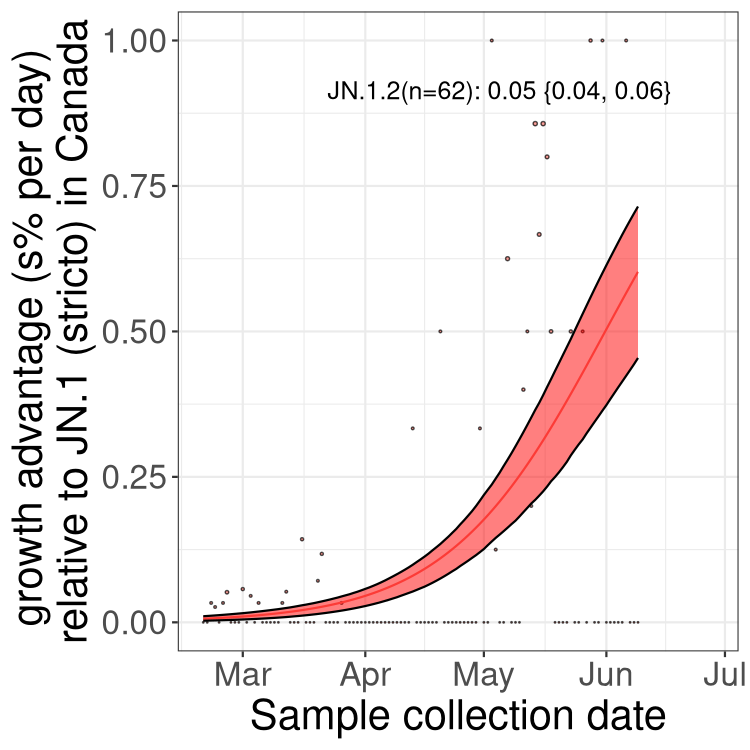 growth advantage (s% per day)
relative to JN.1 (stricto) in Canada
1.00
0.75
0.50
0.25
0.00
JN.1.2(n=62): 0.05 {0.04, 0.06}
Mar Apr May Jun Jul
Sample collection date